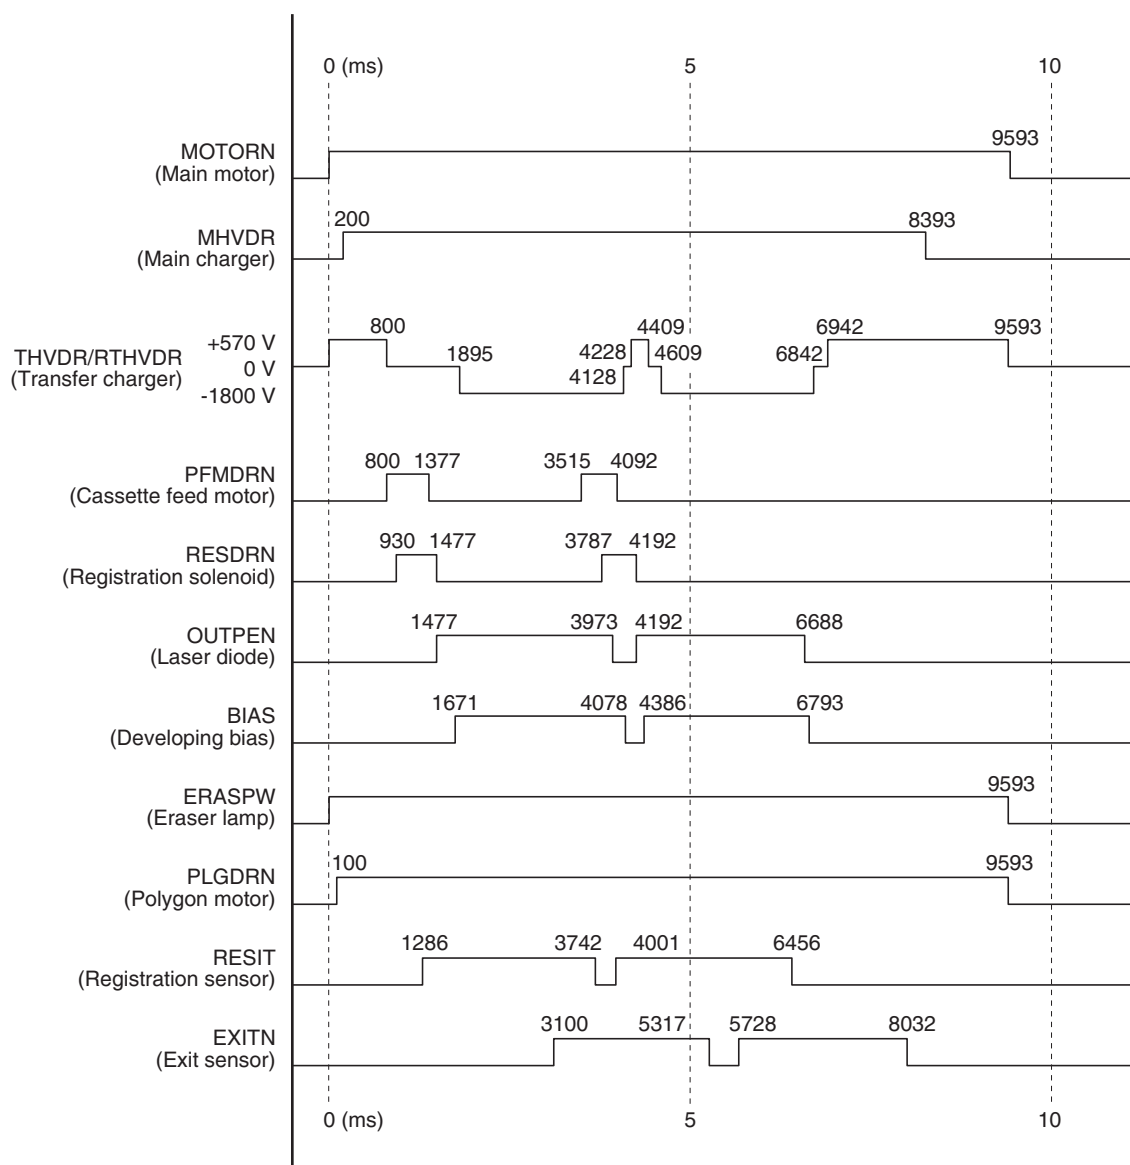 0 (ms) 5 10
MOTORN
(Main motor)
9593
MHVDR
(Main charger)
200 8393
THVDR/RTHVDR
(Transfer charger)
+570 V
0 V
-1800 V
800 1895 4128 4228 4409 4609 6842 6942 9593
PFMDRN
(Cassette feed motor)
800 1377 3515 4092
RESDRN
(Registration solenoid)
930 1477 3787 4192
OUTPEN
(Laser diode)
1477 3973 4192 6688
BIAS
(Developing bias)
1671 4078 4386 6793
ERASPW
(Eraser lamp)
9593
PLGDRN
(Polygon motor)
100 9593
RESIT
(Registration sensor)
1286 3742 4001 6456
EXITN
(Exit sensor)
3100 5317 5728 8032
0 (ms) 5 10